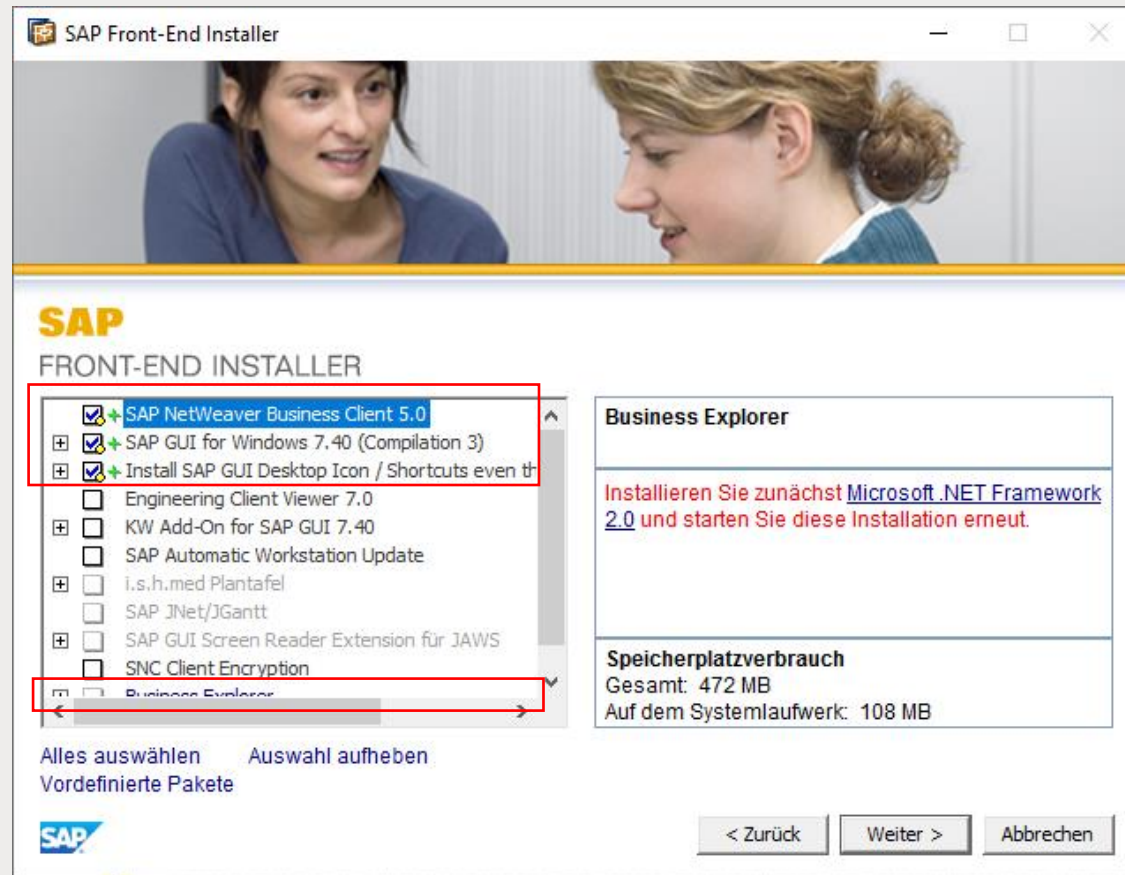 SAP Front-End Installer
SAP
FRONT-END INSTALLER
SAP NetWeaver Business Client 5.0
SAP GUI for Windows 7.40 (Compilation 3)
Install SAP GUI Desktop Icon / Shortcuts even th
Engineering Client Viewer 7.0
KW Add-On for SAP GUI 7.40
SAP Automatic Workstation Update
i.s.h.med Plantafel
SAP JNet/JGantt
SAP GUI Screen Reader Extension für JAWS
SNC Client Encryption
Business Explorer
Business Explorer
Installieren Sie zunächst Microsoft .NET Framework
2.0 und starten Sie diese Installation erneut.
Speicherplatzverbrauch
Gesamt: 472 MB
Auf dem Systemlaufwerk: 108 MB
Alles auswählen Auswahl aufheben
Vordefinierte Pakete
SAP
< Zurück Weiter > Abbrechen